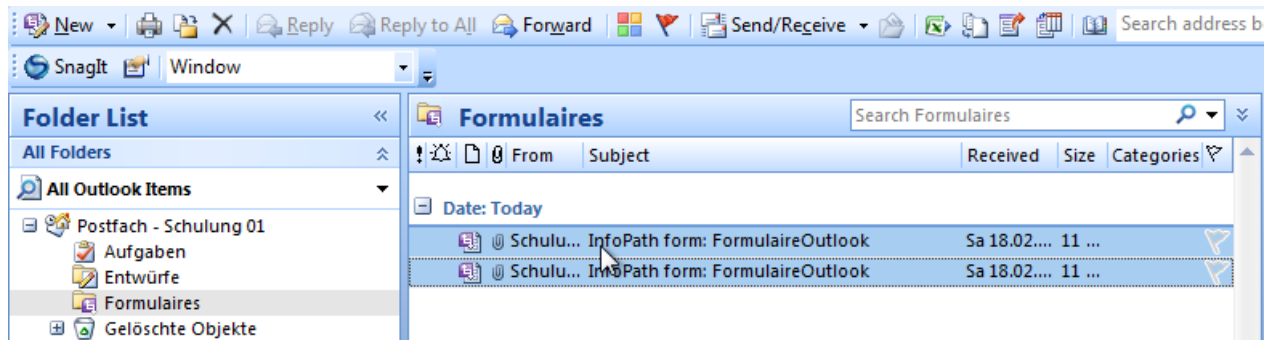 New Reply Reply to All Forward Send/Receive Search address b
SnagIt Window
Folder List «
All Folders
All Outlook Items
Postfach - Schulung 01
Aufgaben
Entwürfe
Formulaires
Gelöschte Objekte
Formulaires Search Formulaires
! From Subject Received Size Categories
Date: Today
Schulu... InfoPath form: FormulaireOutlook Sa 18.02.... 11 ...
Schulu... InfoPath form: FormulaireOutlook Sa 18.02.... 11 ...